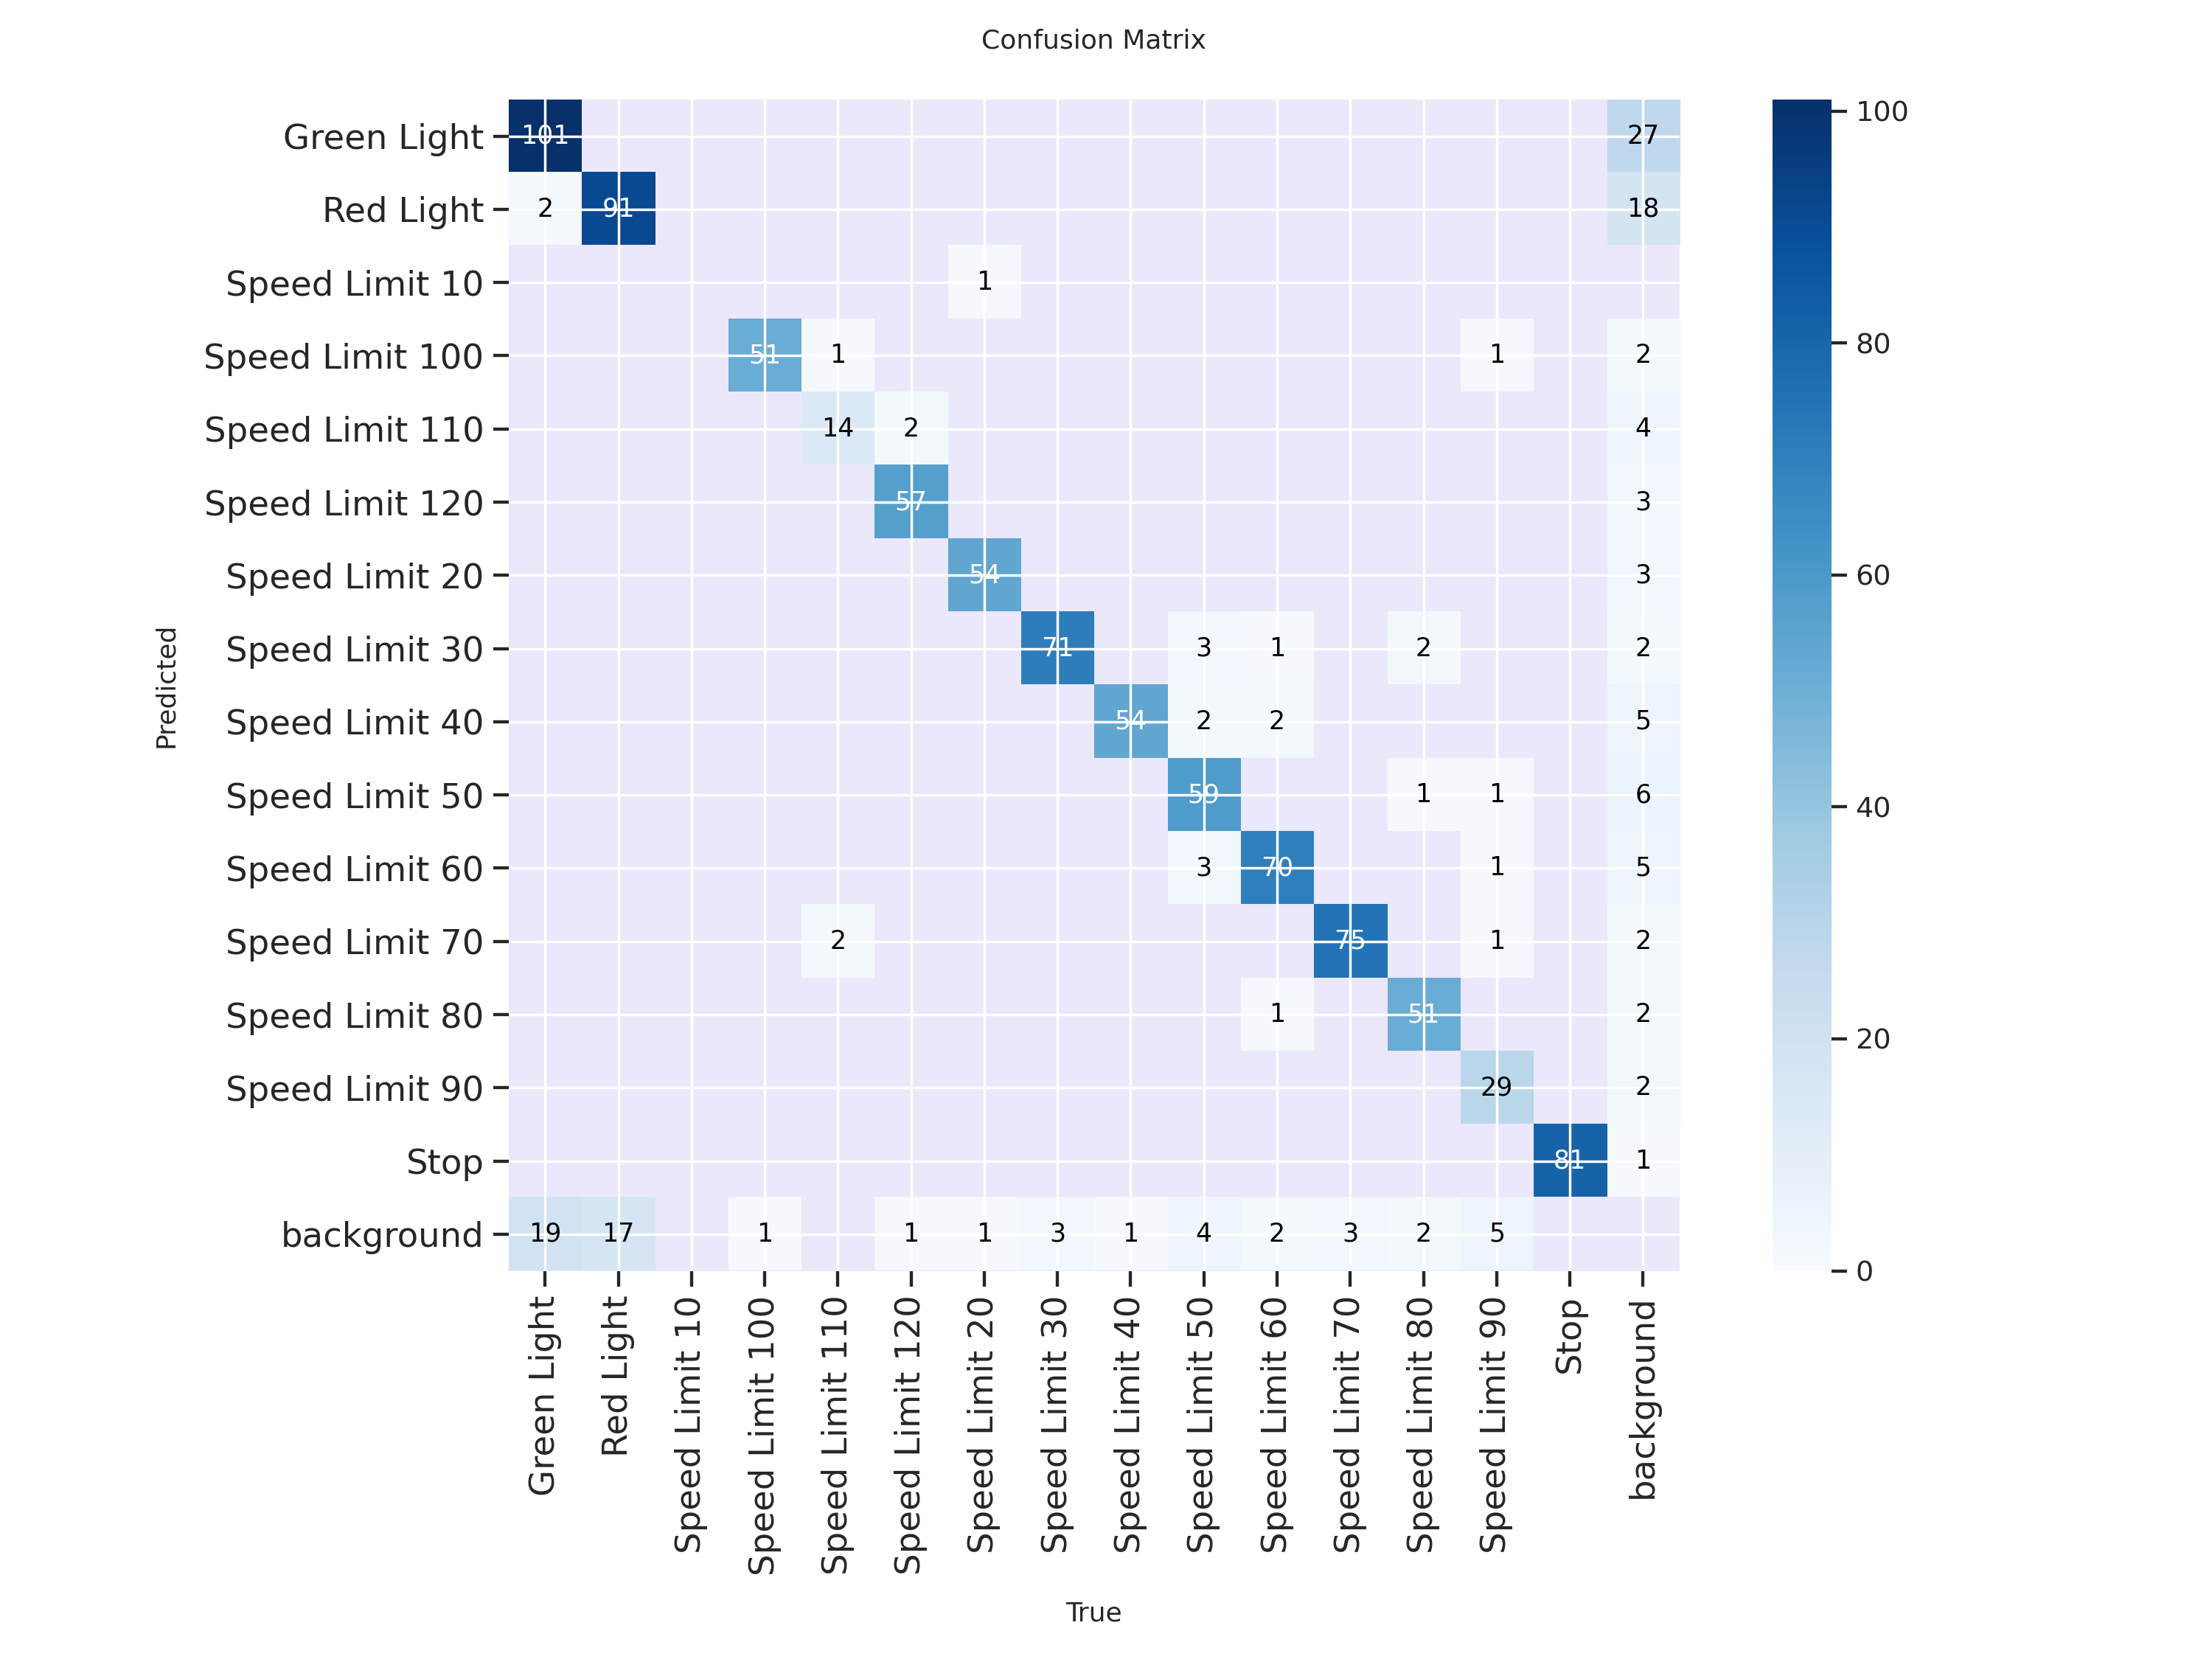 Confusion Matrix
Green Light 101 27 100
Red Light 2 91 18
Speed Limit 10 1
Speed Limit 100 51 1 1 2 80
Speed Limit 110 14 2 4
Speed Limit 120 57 3
Speed Limit 20 54 3 60
Speed Limit 30 71 3 1 2 2
Predicted
Speed Limit 40 54 2 2 5
Speed Limit 50 59 1 1 6 40
Speed Limit 60 3 70 1 5
Speed Limit 70 2 75 1 2
Speed Limit 80 1 51 2 20
Speed Limit 90 29 2
Stop 81 1
background 19 17 1 1 1 3 1 4 2 3 2 5 0
Green Light
Red Light
Speed Limit 10
Speed Limit 100
Speed Limit 110
Speed Limit 120
Speed Limit 20
Speed Limit 30
Speed Limit 40
Speed Limit 50
Speed Limit 60
Speed Limit 70
Speed Limit 80
Speed Limit 90
Stop
background
True